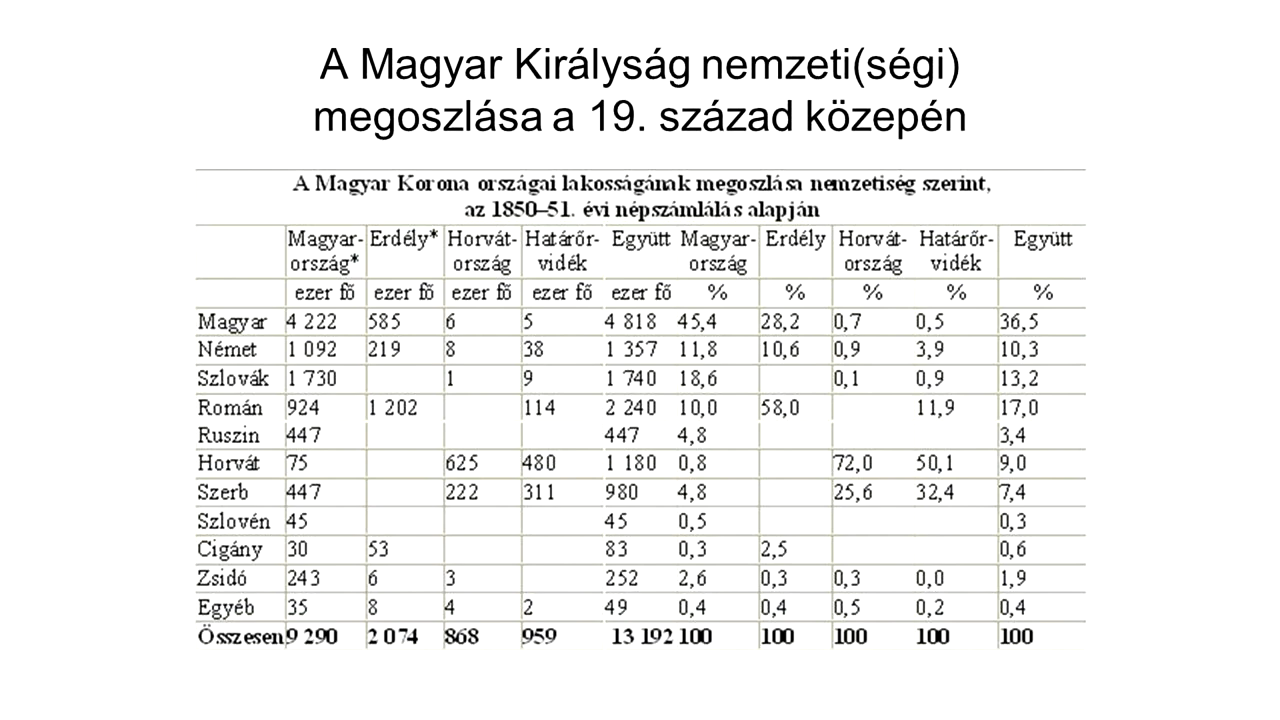 A Magyar Királyság nemzeti(ségi)
megoszlása a 19. század közepén
A Magyar Korona országai lakosságának megoszlása nemzetiség szerint,
az 1850–51. évi népszámlálás alapján
Magyar- Erdély* Horvát- Határőr- Együtt Magyar- Erdély Horvát- Határőr- Együtt
ország* ország vidék ország ország vidék
ezer fő ezer fő ezer fő ezer fő ezer fő % % % % %
Magyar 4 222 585 6 5 4 818 45,4 28,2 0,7 0,5 36,5
Német 1 092 219 8 38 1 357 11,8 10,6 0,9 3,9 10,3
Szlovák 1 730 1 9 1 740 18,6 0,1 0,9 13,2
Román 924 1 202 114 2 240 10,0 58,0 11,9 17,0
Ruszin 447 447 4,8 3,4
Horvát 75 625 480 1 180 0,8 72,0 50,1 9,0
Szerb 447 222 311 980 4,8 25,6 32,4 7,4
Szlovén 45 45 0,5 0,3
Cigány 30 53 83 0,3 2,5 0,6
Zsidó 243 6 3 252 2,6 0,3 0,3 0,0 1,9
Egyéb 35 8 4 2 49 0,4 0,4 0,5 0,2 0,4
Összesen 9 290 2 074 868 959 13 192 100 100 100 100 100